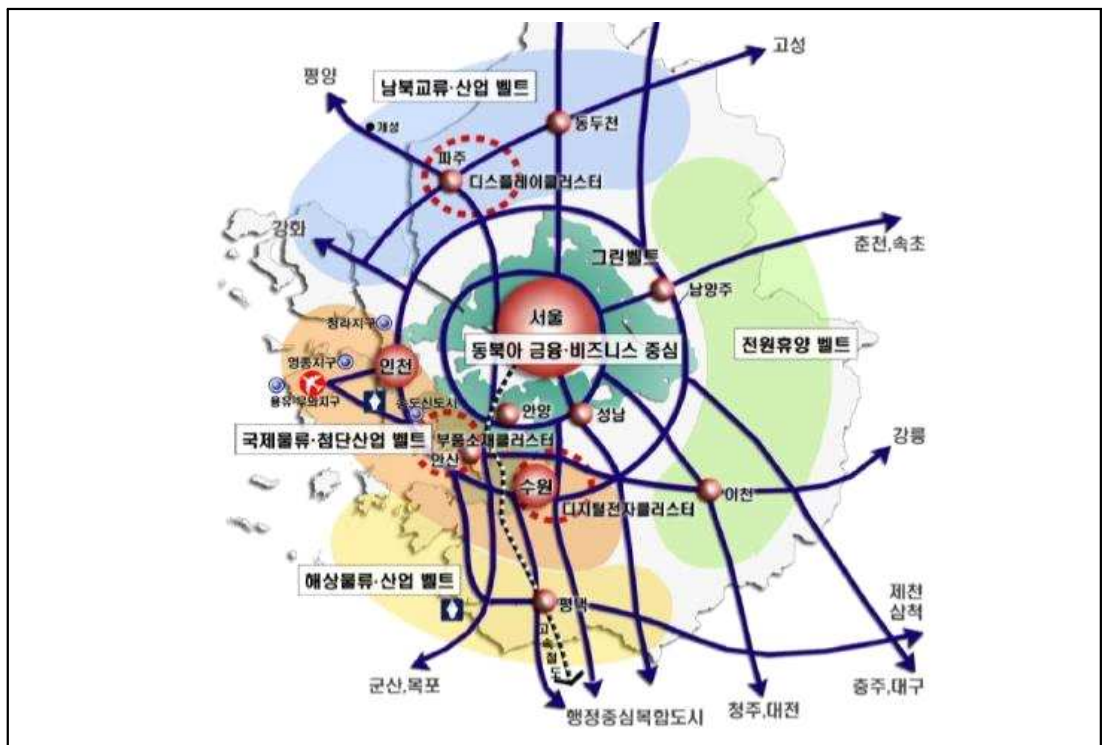 고성
평양
남북교류·산업 벨트
개성
동두천
파주
디스플레이클러스터
강화
춘천,속초
그린벨트
남양주
서울
청라지구
동북아 금융·비즈니스 중심
전원휴양 벨트
영종지구
인천
용유무의지구
송도신도시
안양
성남
국제물류·첨단산업 벨트
부품소재클러스터
강릉
안산
수원
이천
디지털전자클러스터
해상물류·산업 벨트
제천
삼척
평택
고속철도
군산,목포
충주,대구
청주,대전
행정중심복합도시